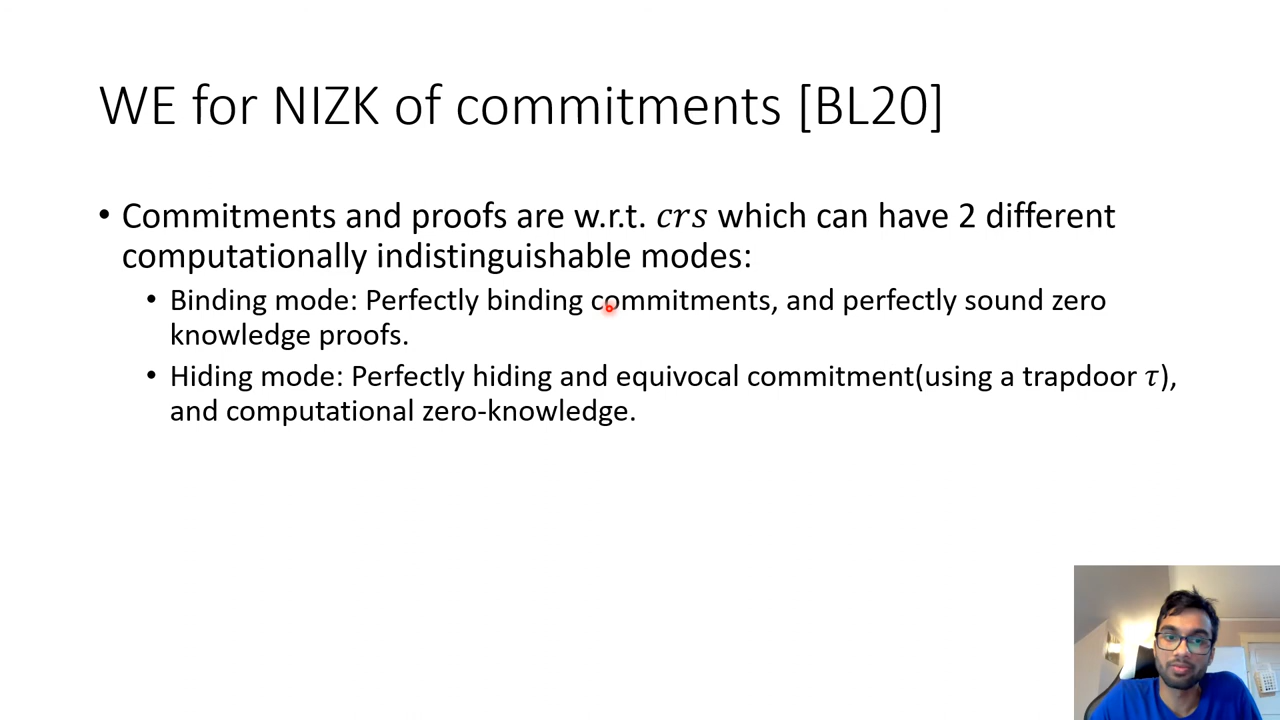 WE for NIZK of commitments [BL20]
• Commitments and proofs are w.r.t. 𝑐𝑟𝑠 which can have 2 different
computationally indistinguishable modes:
• Binding mode: Perfectly binding commitments, and perfectly sound zero
knowledge proofs.
• Hiding mode: Perfectly hiding and equivocal commitment(using a trapdoor 𝜏),
and computational zero-knowledge.